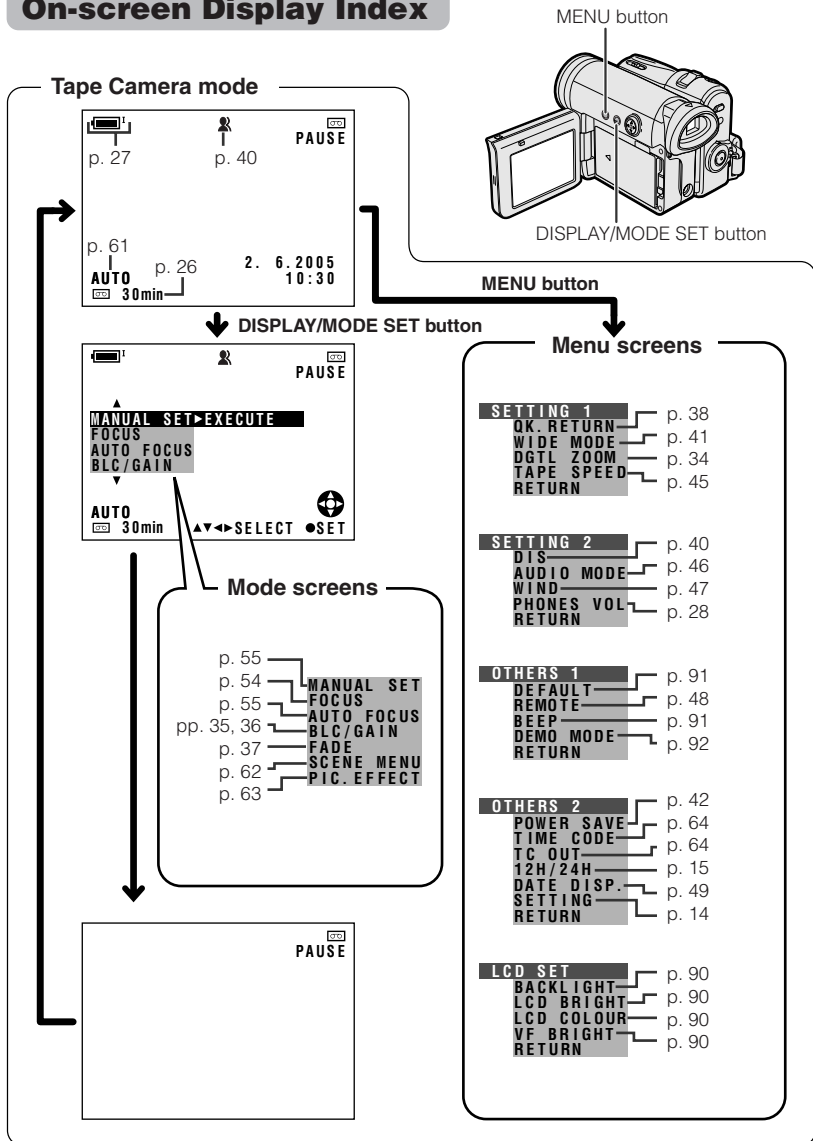 On-screen Display Index
MENU button
DISPLAY/MODE SET button
Tape Camera mode
PAUSE
p. 27
p. 40
p. 61
p. 26
AUTO
30min
2. 6.2005
10:30
MENU button
DISPLAY/MODE SET button
PAUSE
MANUAL SET►EXECUTE
FOCUS
AUTO FOCUS
BLC/GAIN
AUTO
30min ▲▼◄►SELECT ●SET
Mode screens
p. 55 MANUAL SET
p. 54 FOCUS
p. 55 AUTO FOCUS
pp. 35, 36 BLC/GAIN
p. 37 FADE
p. 62 SCENE MENU
p. 63 PIC.EFFECT
PAUSE
Menu screens
SETTING 1
QK.RETURN p. 38
WIDE MODE p. 41
DGTL ZOOM p. 34
TAPE SPEED p. 45
RETURN
SETTING 2
DIS p. 40
AUDIO MODE p. 46
WIND p. 47
PHONES VOL p. 28
RETURN
OTHERS 1
DEFAULT p. 91
REMOTE p. 48
BEEP p. 91
DEMO MODE p. 92
RETURN
OTHERS 2
POWER SAVE p. 42
TIME CODE p. 64
TC OUT p. 64
12H/24H p. 15
DATE DISP. p. 49
SETTING p. 14
RETURN
LCD SET
BACKLIGHT p. 90
LCD BRIGHT p. 90
LCD COLOUR p. 90
VF BRIGHT p. 90
RETURN